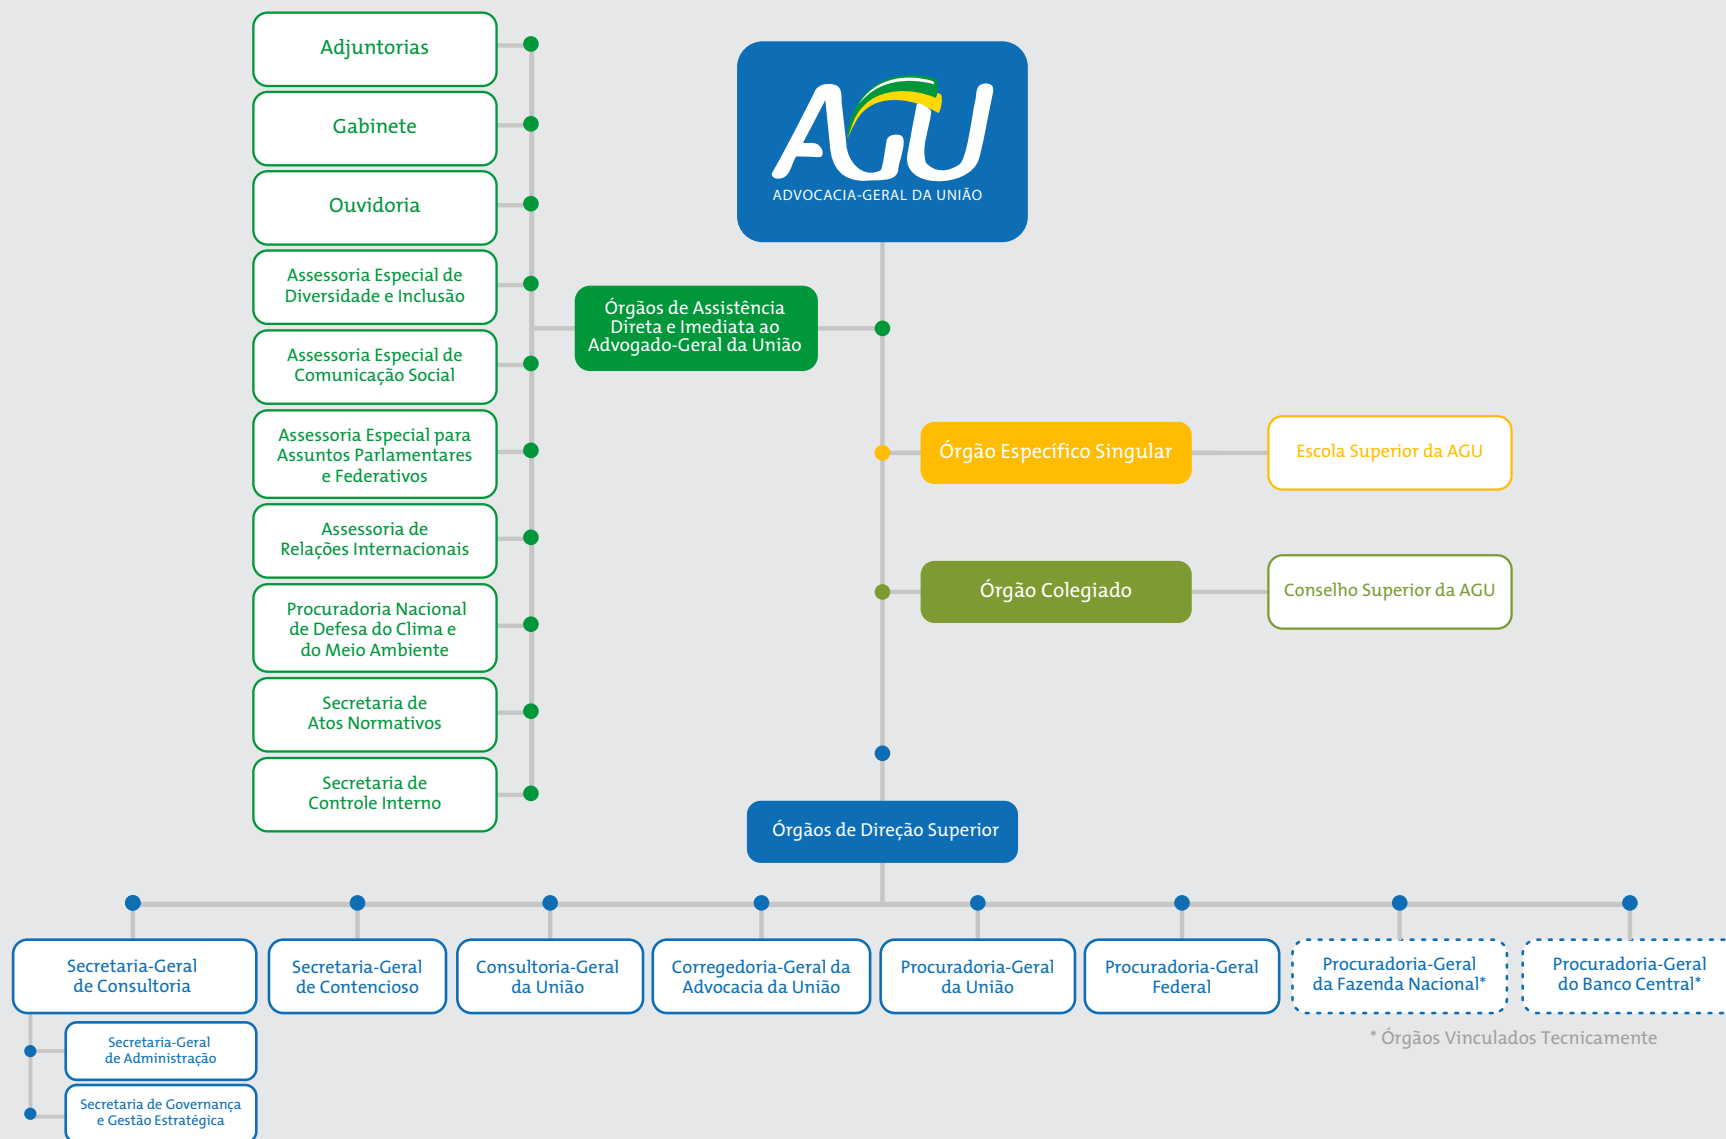 Adjuntorias
Gabinete
Ouvidoria
Assessoria Especial de
Diversidade e Inclusão
Assessoria Especial de
Comunicação Social
Assessoria Especial para
Assuntos Parlamentares
e Federativos
Assessoria de
Relações Internacionais
Procuradoria Nacional
de Defesa do Clima e
do Meio Ambiente
Secretaria de
Atos Normativos
Secretaria de
Controle Interno
AGU
ADVOCACIA-GERAL DA UNIÃO
Órgãos de Assistência
Direta e Imediata ao
Advogado-Geral da União
Órgão Específico Singular
Escola Superior da AGU
Órgão Colegiado
Conselho Superior da AGU
Órgãos de Direção Superior
Secretaria-Geral
de Consultoria
Secretaria-Geral
de Contencioso
Consultoria-Geral
da União
Corregedoria-Geral da
Advocacia da União
Procuradoria-Geral
da União
Procuradoria-Geral
Federal
Procuradoria-Geral
da Fazenda Nacional*
Procuradoria-Geral
do Banco Central*
Secretaria-Geral
de Administração
Secretaria de Governança
e Gestão Estratégica
* Órgãos Vinculados Tecnicamente